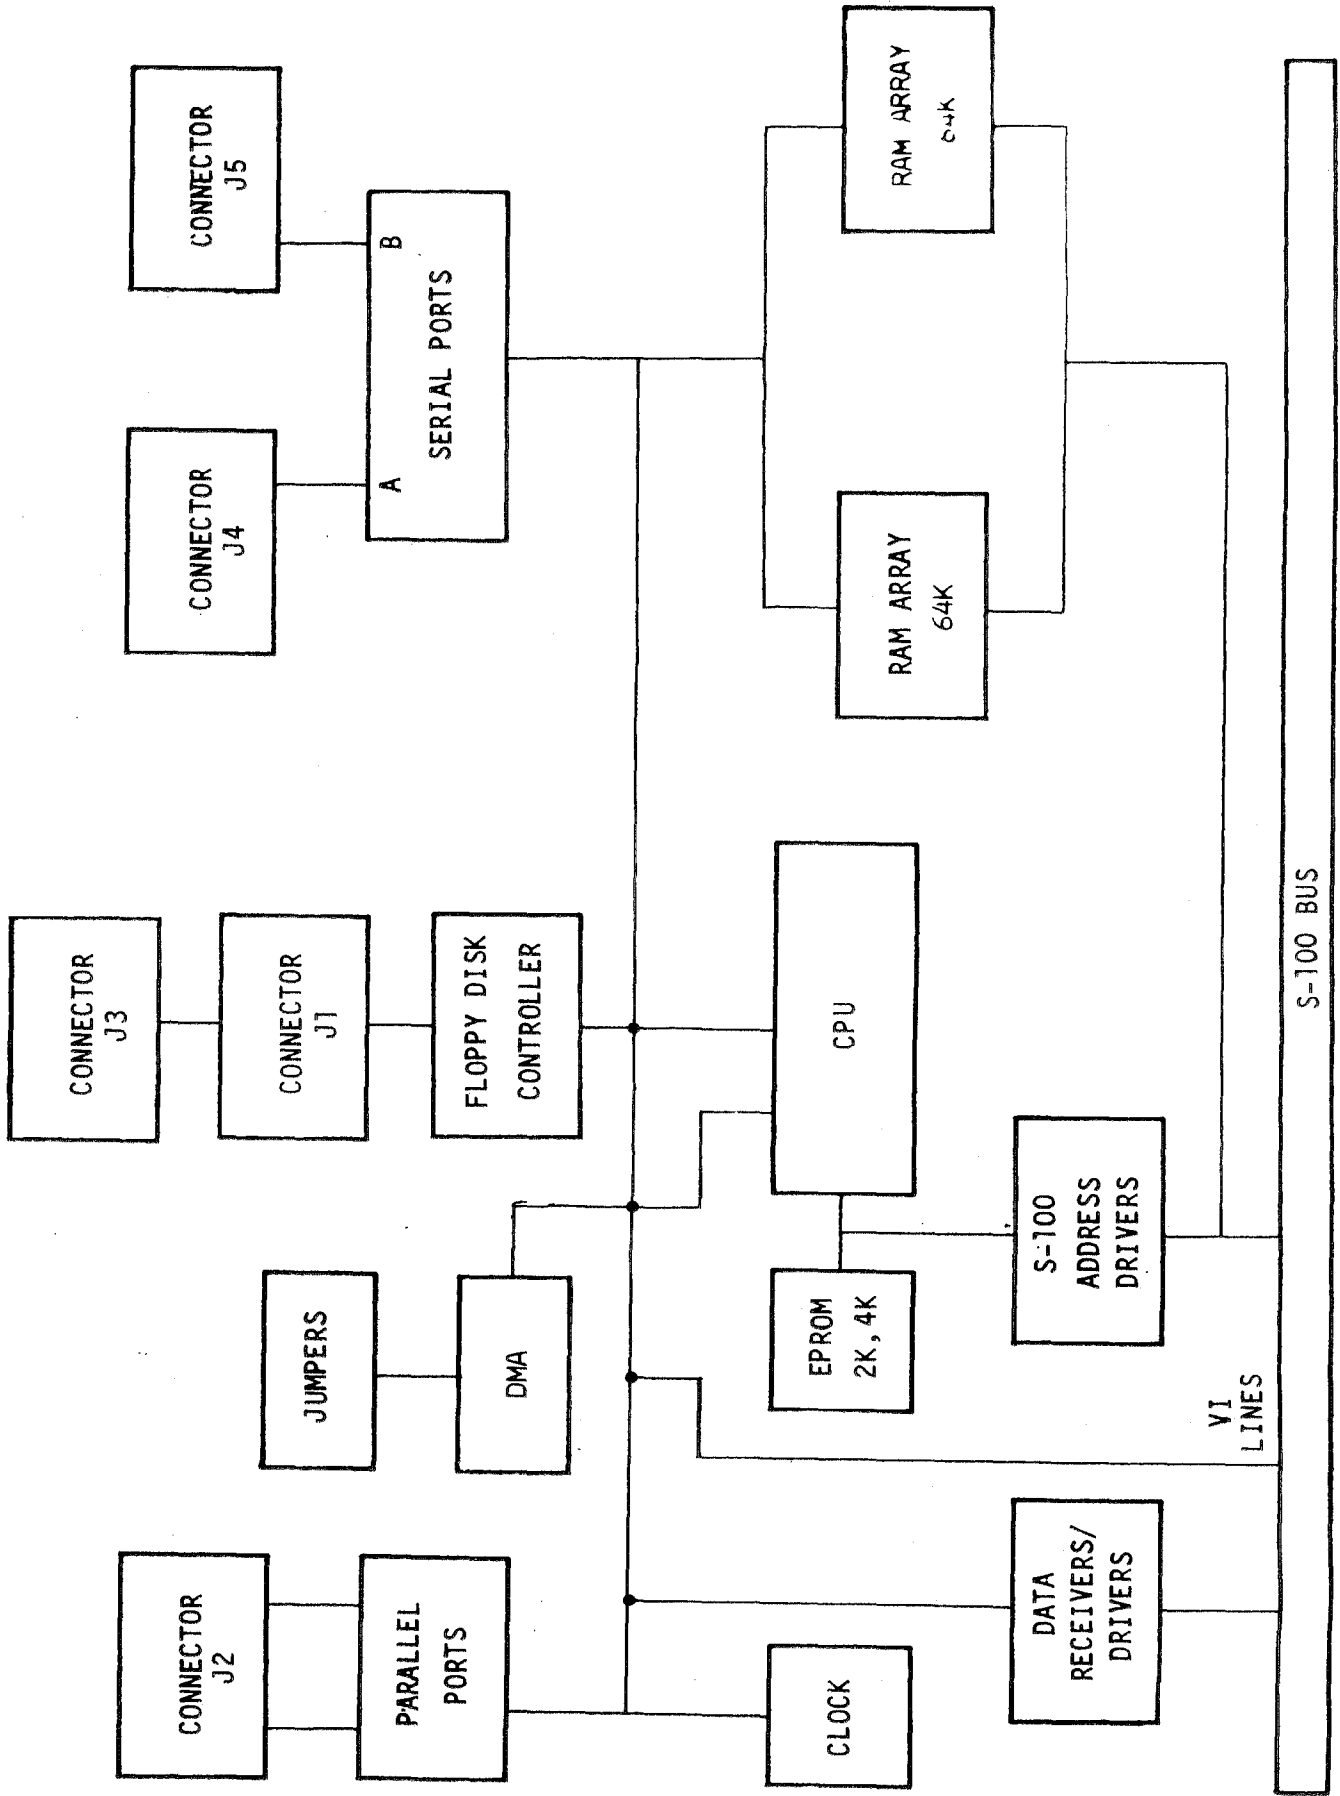 CONNECTOR
J3
CONNECTOR
J2
CONNECTOR
J1
CONNECTOR
J4
CONNECTOR
J5
JUMPERS
PARALLEL
PORTS
DMA
FLOPPY DISK
CONTROLLER
A
B
SERIAL PORTS
CLOCK
EPROM
2K,4K
CPU
RAM ARRAY
64K
RAM ARRAY
64K
DATA
RECEIVERS/
DRIVERS
S-100
ADDRESS
DRIVERS
VI
LINES
S-100 BUS